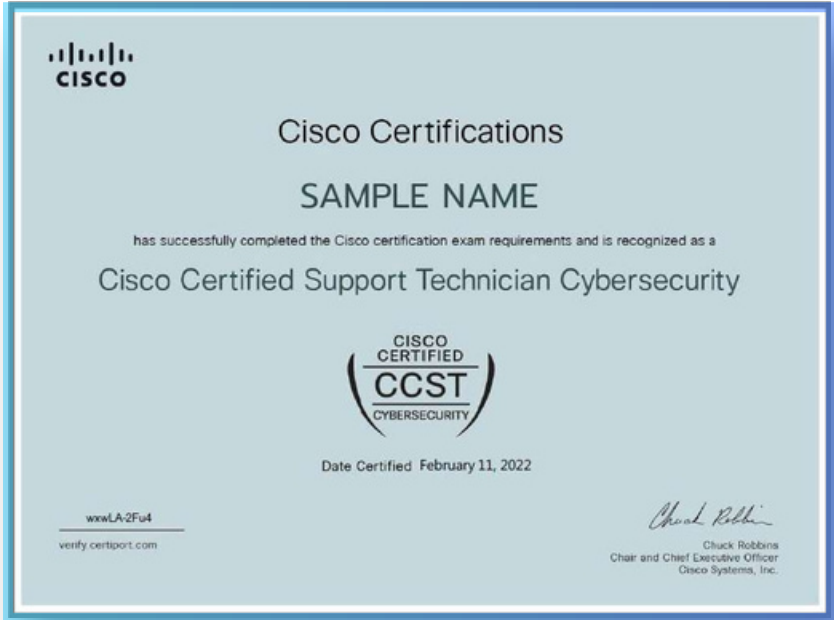 CISCO
Cisco Certifications
SAMPLE NAME
has successfully completed the Cisco certification exam requirements and is recognized as a
Cisco Certified Support Technician Cybersecurity
CISCO
CERTIFIED
CCST
CYBERSECURITY
Date Certified February 11, 2022
wxwLA-2Fu4
verify.certiport.com
Chuck Robbins
Chuck Robbins
Chair and Chief Executive Officer
Cisco Systems, Inc.